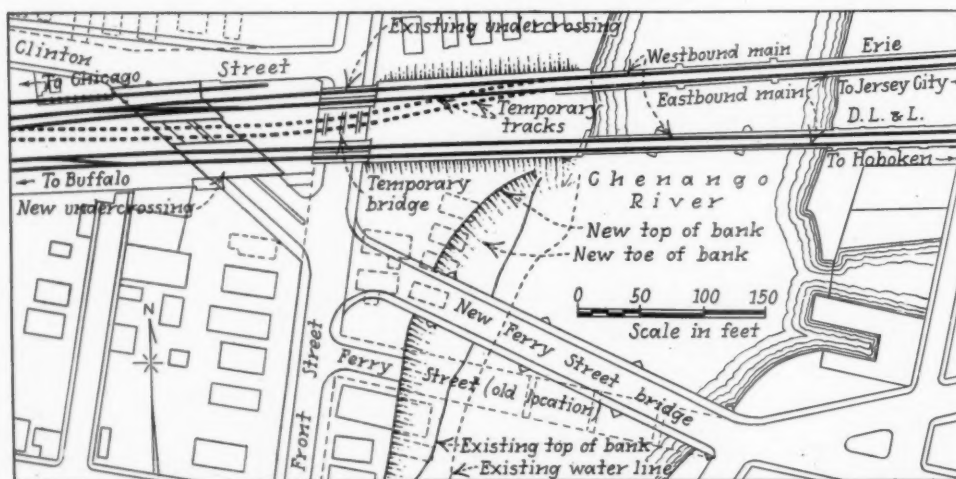 Existing undercrossing
Clinton Street
Westbound main
Erie
To Chicago
Eastbound main
To Jersey City
Temporary tracks
D. L. & L.
To Buffalo
Temporary bridge
To Hoboken
New undercrossing
Chenango
River
New top of bank
New toe of bank
N
0 50 100 150
Scale in feet
New Ferry Street bridge
Ferry Street (old location)
Front Street
Existing top of bank
Existing water line